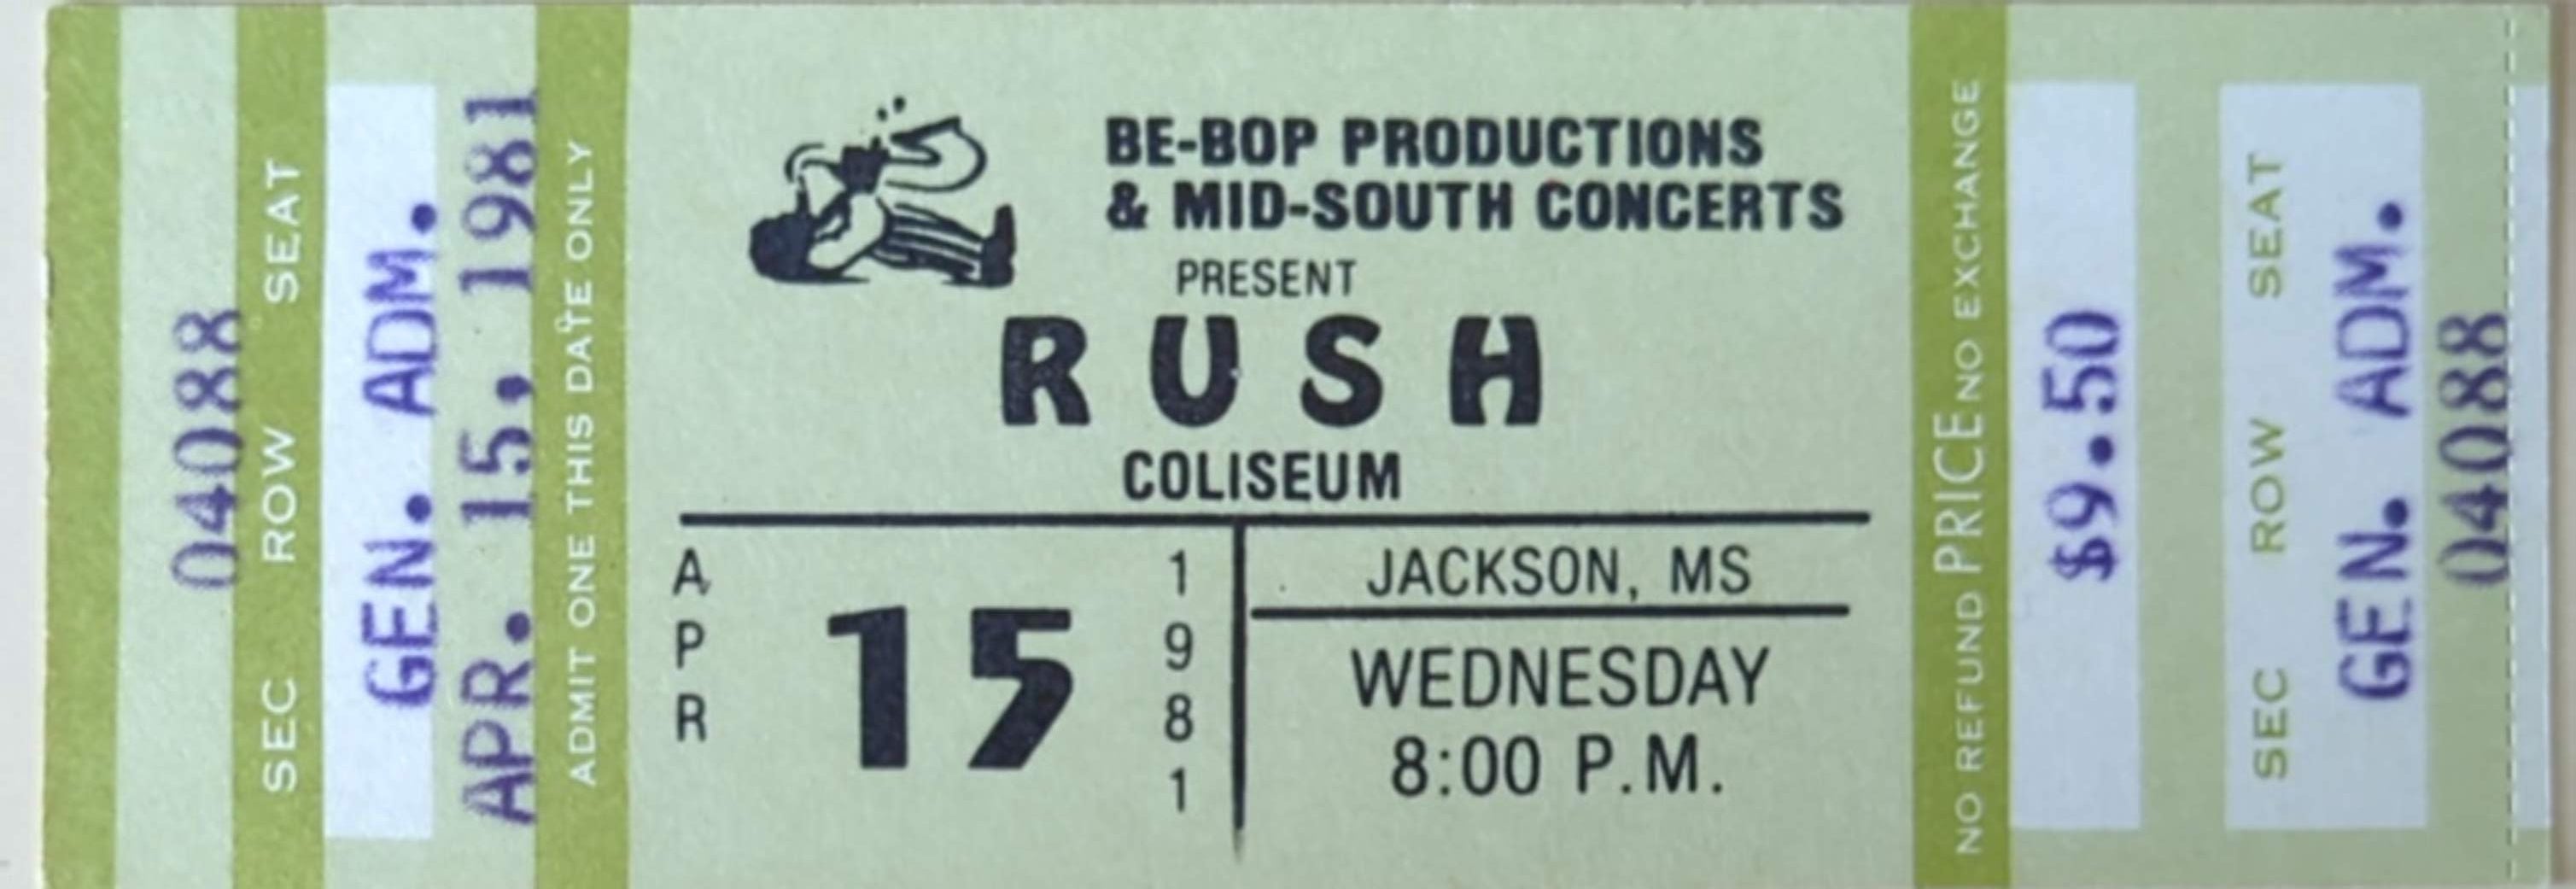 04088
SEC ROW SEAT
GEN. ADM.
APR. 15, 1981
ADMIT ONE THIS DATE ONLY
BE-BOP PRODUCTIONS
& MID-SOUTH CONCERTS
PRESENT
RUSH
COLISEUM
APR
15
1981
JACKSON, MS
WEDNESDAY
8:00 P.M.
NO REFUND PRICE NO EXCHANGE
$9.50
SEC ROW SEAT
GEN. ADM.
04088